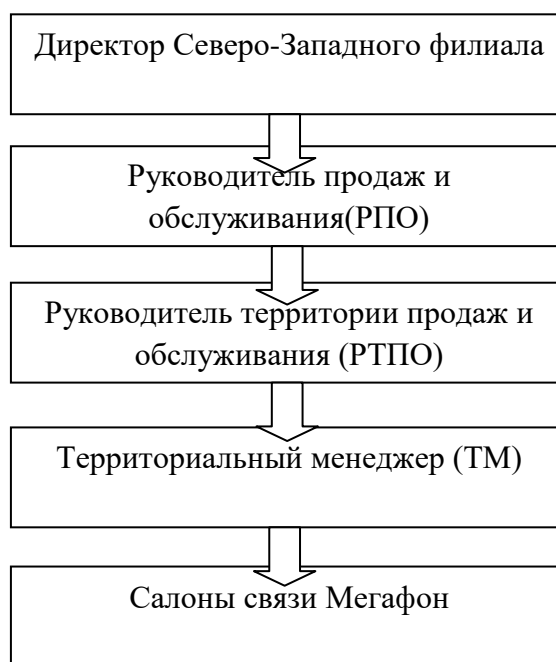 Директор Северо-Западного филиала
Руководитель продаж и
обслуживания(РПО)
Руководитель территории продаж и
обслуживания (РТПО)
Территориальный менеджер (ТМ)
Салоны связи Мегафон